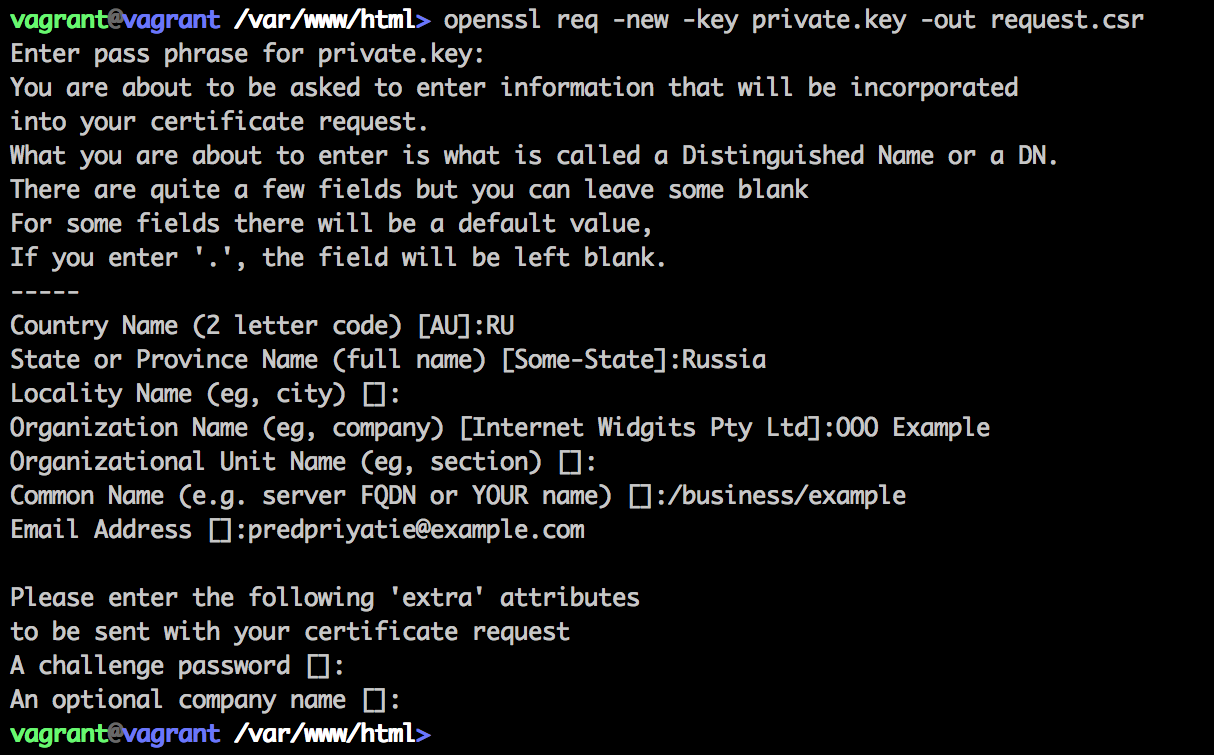 vagrant@vagrant /var/www/html> openssl req -new -key private.key -out request.csr
Enter pass phrase for private.key:
You are about to be asked to enter information that will be incorporated
into your certificate request.
What you are about to enter is what is called a Distinguished Name or a DN.
There are quite a few fields but you can leave some blank
For some fields there will be a default value,
If you enter '.', the field will be left blank.
-----
Country Name (2 letter code) [AU]:RU
State or Province Name (full name) [Some-State]:Russia
Locality Name (eg, city) []:
Organization Name (eg, company) [Internet Widgits Pty Ltd]:OOO Example
Organizational Unit Name (eg, section) []:
Common Name (e.g. server FQDN or YOUR name) []:/business/example
Email Address []:predpriyatie@example.com

Please enter the following 'extra' attributes
to be sent with your certificate request
A challenge password []:
An optional company name []:
vagrant@vagrant /var/www/html>